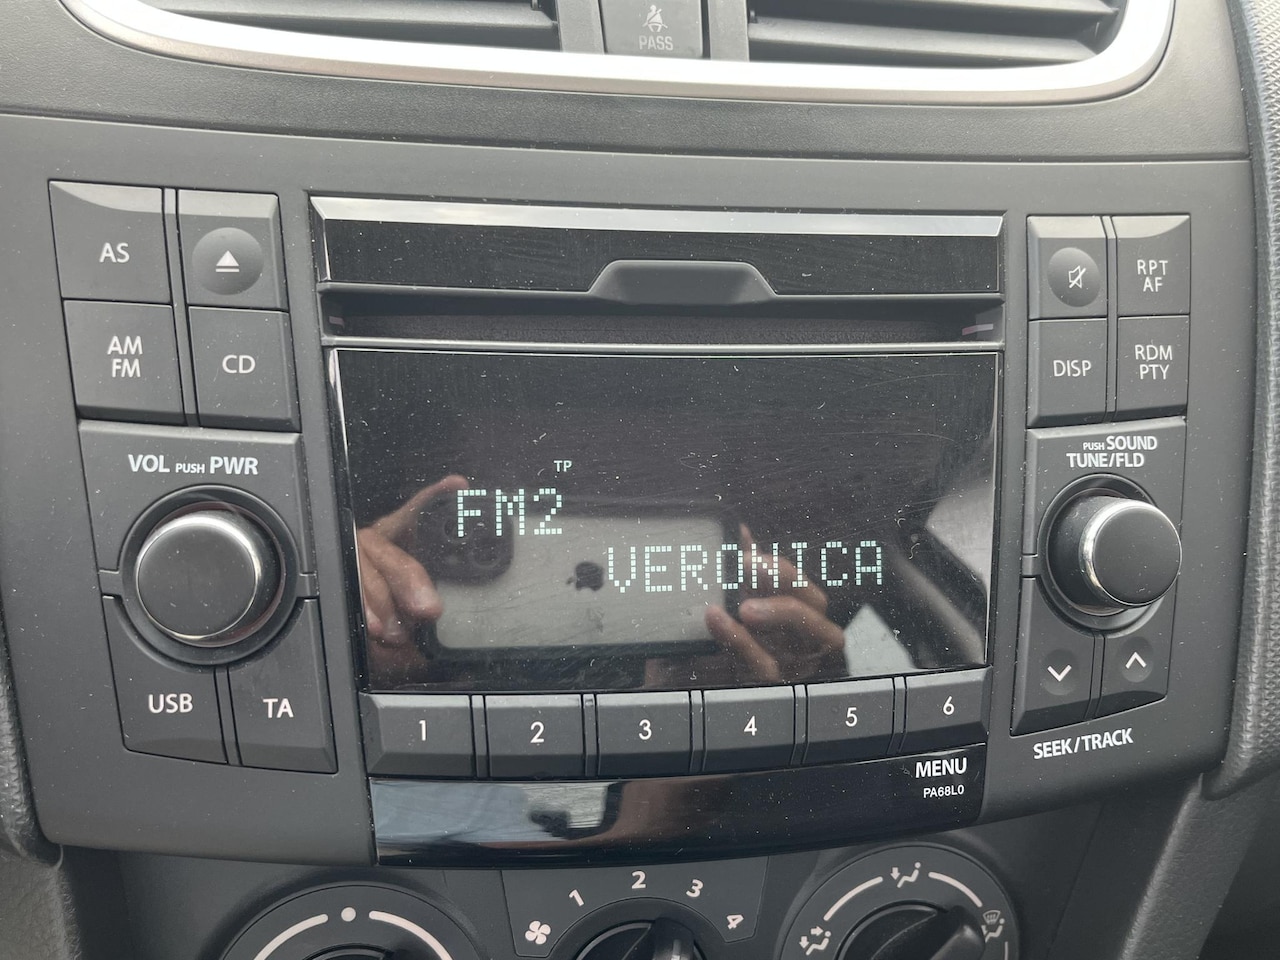 PASS
AS
AM
FM
CD
RPT
AF
DISP
RDM
PTY
VOL PUSH PWR
PUSH SOUND
TUNE/FLD
TP
FM2
VERONICA
USB
TA
1 2 3 4 5 6
SEEK/TRACK
MENU
PA68L0
1 2 3 4